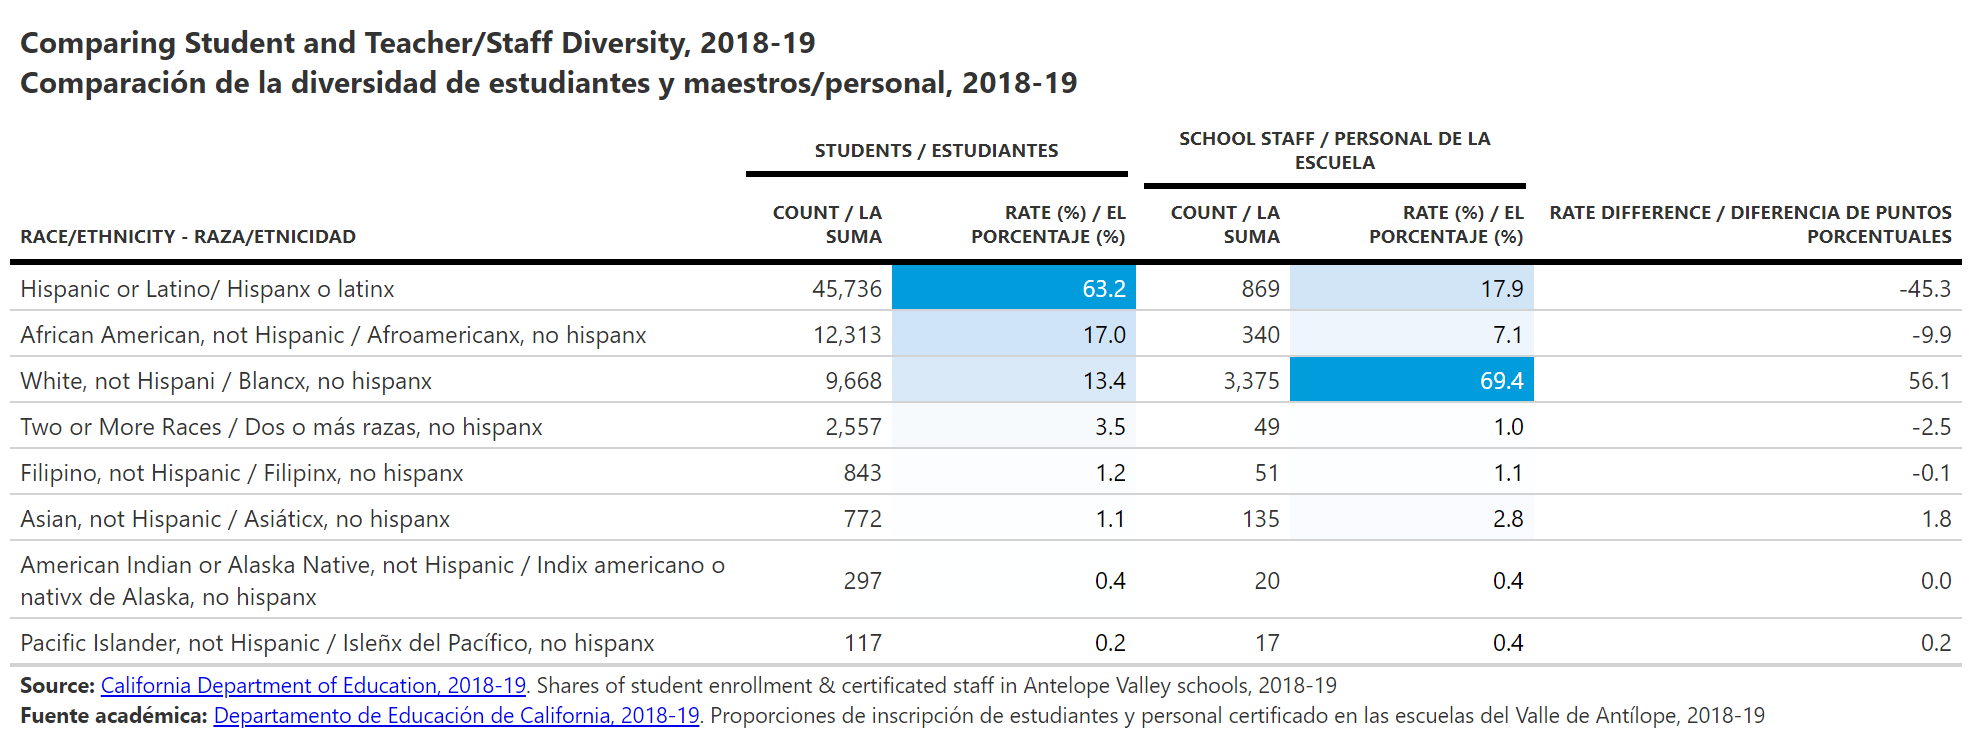 Comparing Student and Teacher/Staff Diversity, 2018-19
Comparación de la diversidad de estudiantes y maestros/personal, 2018-19
STUDENTS / ESTUDIANTES
SCHOOL STAFF / PERSONAL DE LA
ESCUELA
RACE/ETHNICITY - RAZA/ETNICIDAD
COUNT / LA
SUMA
RATE (%) / EL
PORCENTAJE (%)
COUNT / LA
SUMA
RATE (%) / EL
PORCENTAJE (%)
RATE DIFFERENCE / DIFERENCIA DE PUNTOS
PORCENTUALES
Hispanic or Latino/ Hispanx o latinx 45,736 63.2 869 17.9 -45.3
African American, not Hispanic / Afroamericanx, no hispanx 12,313 17.0 340 7.1 -9.9
White, not Hispani / Blancx, no hispanx 9,668 13.4 3,375 69.4 56.1
Two or More Races / Dos o más razas, no hispanx 2,557 3.5 49 1.0 -2.5
Filipino, not Hispanic / Filipinx, no hispanx 843 1.2 51 1.1 -0.1
Asian, not Hispanic / Asiáticx, no hispanx 772 1.1 135 2.8 1.8
American Indian or Alaska Native, not Hispanic / Indix americano o
nativx de Alaska, no hispanx 297 0.4 20 0.4 0.0
Pacific Islander, not Hispanic / Isleñx del Pacífico, no hispanx 117 0.2 17 0.4 0.2
Source: California Department of Education, 2018-19. Shares of student enrollment & certificated staff in Antelope Valley schools, 2018-19
Fuente académica: Departamento de Educación de California, 2018-19. Proporciones de inscripción de estudiantes y personal certificado en las escuelas del Valle de Antílope, 2018-19